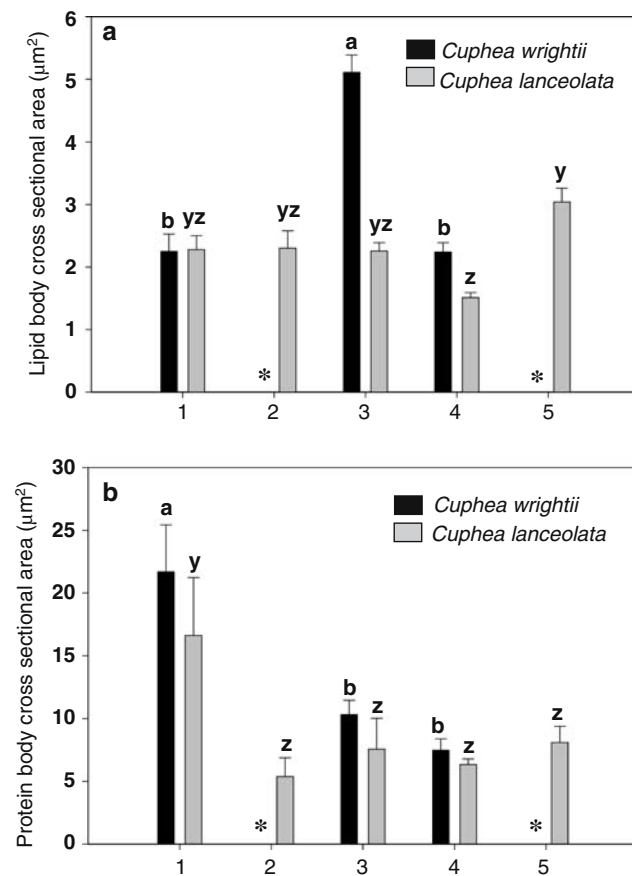 a
Lipid body cross sectional area (μm²)
6
5
4
3
2
1
0
Cuphea wrightii
Cuphea lanceolata
b yz
yz
a yz
b z
y
*
*
1 2 3 4 5
b
Protein body cross sectional area (μm²)
30
25
20
15
10
5
0
Cuphea wrightii
Cuphea lanceolata
a y
z
b z
b z
z
*
*
1 2 3 4 5